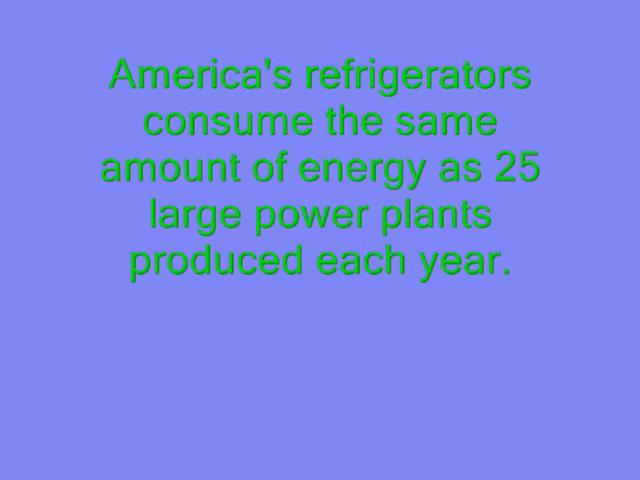 America's refrigerators
consume the same
amount of energy as 25
large power plants
produced each year.